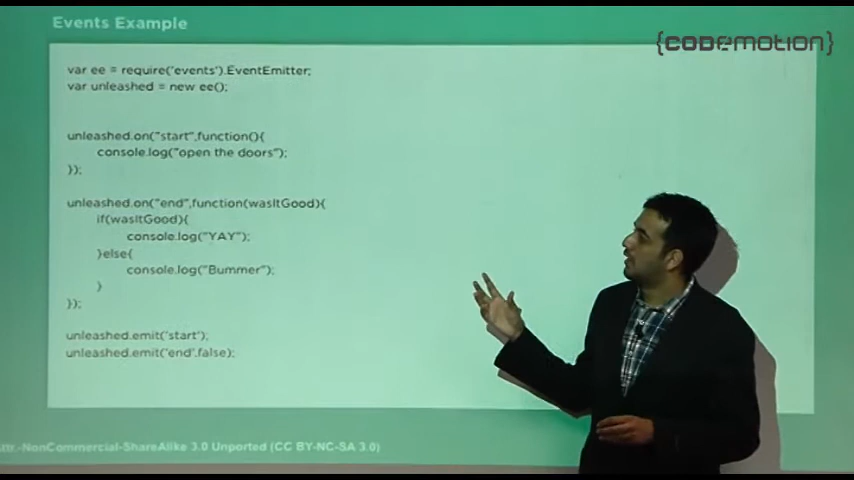 Events Example
{CODEMOTION}
var ee = require('events').EventEmitter;
var unleashed = new ee();
unleashed.on("start",function(){
console.log("open the doors");
});
unleashed.on("end",function(wasItGood){
if(wasItGood){
console.log("YAY");
}else{
console.log("Bummer");
}
});
unleashed.emit('start');
unleashed.emit('end',false);
Attr.-NonCommercial-ShareAlike 3.0 Unported (CC BY-NC-SA 3.0)